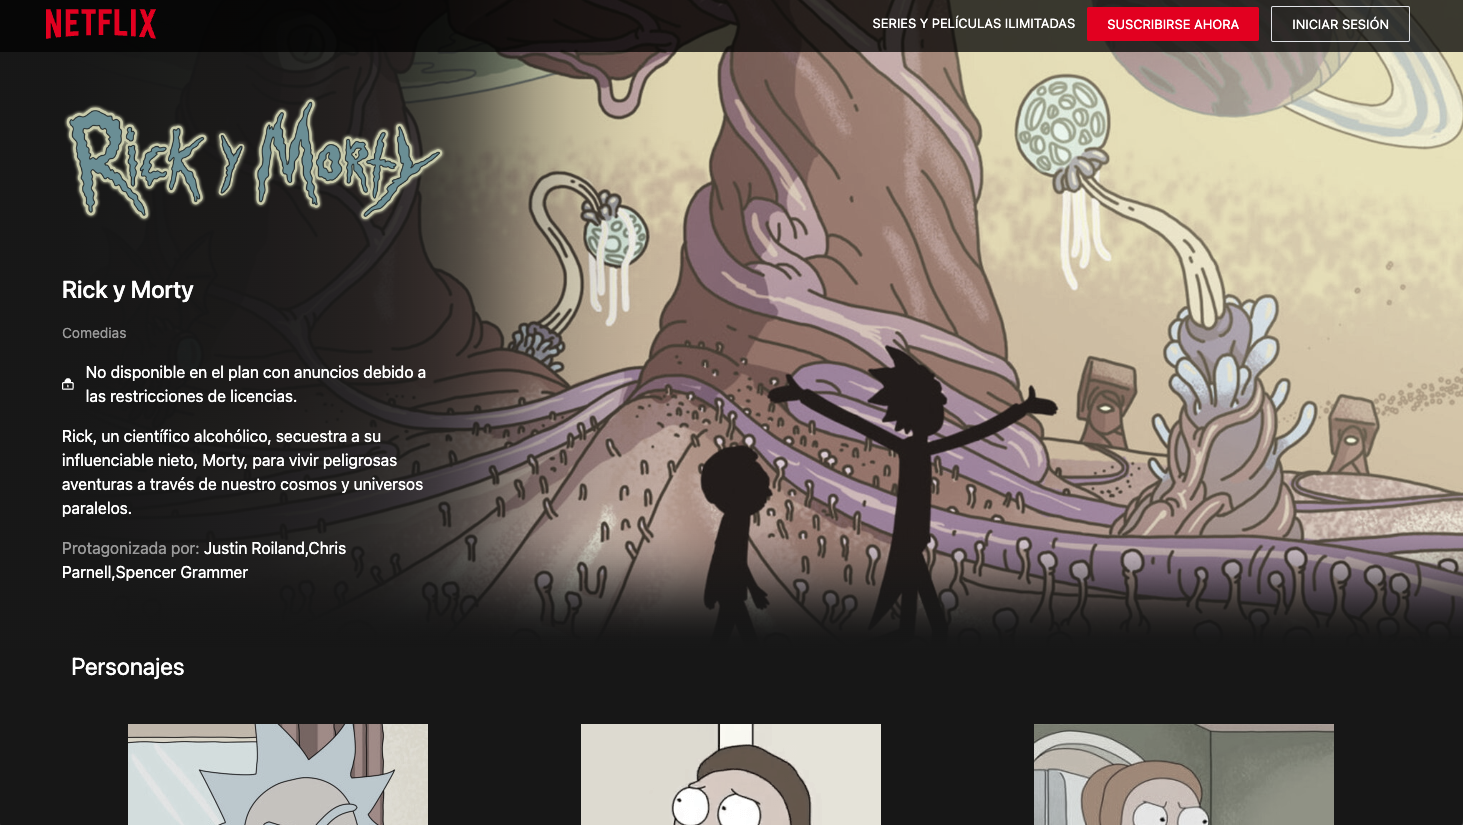 NETFLIX
SERIES Y PELÍCULAS ILIMITADAS
SUSCRIBIRSE AHORA
INICIAR SESIÓN
Rick y Morty
Rick y Morty
Comedias
No disponible en el plan con anuncios debido a
las restricciones de licencias.
Rick, un científico alcohólico, secuestra a su
influenciable nieto, Morty, para vivir peligrosas
aventuras a través de nuestro cosmos y universos
paralelos.
Protagonizada por: Justin Roiland,Chris
Parnell,Spencer Grammer
Personajes